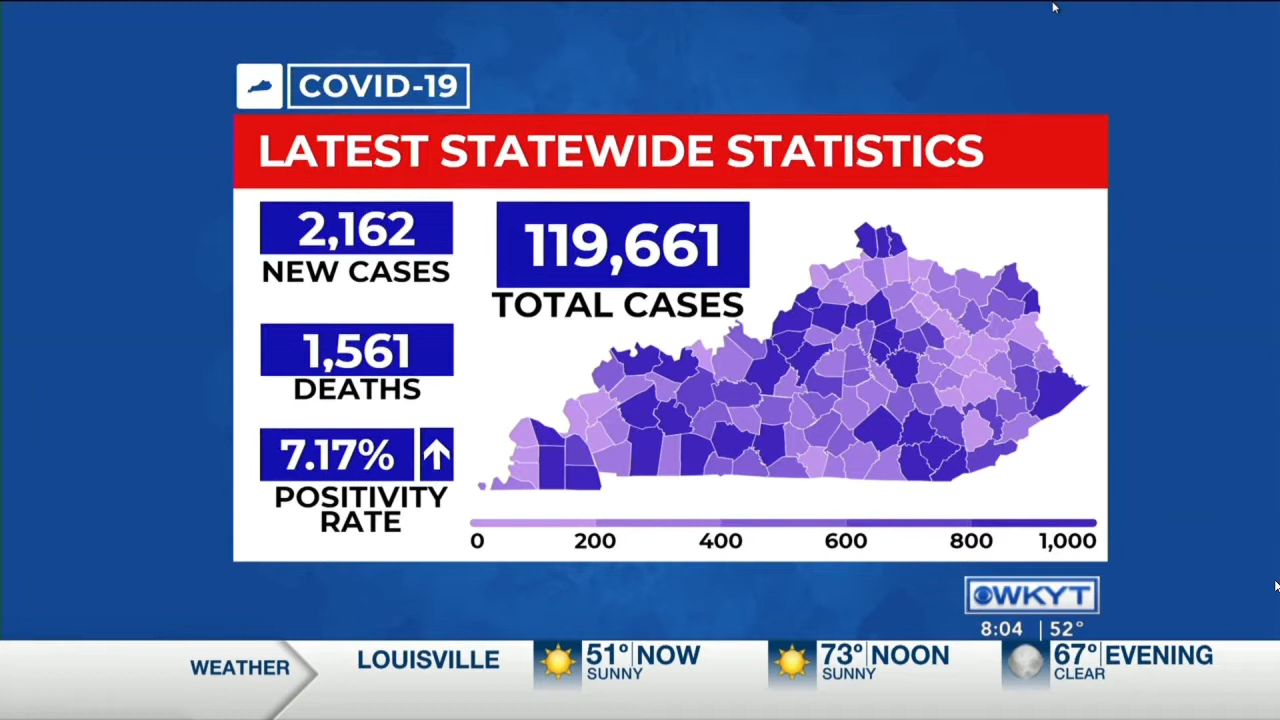 COVID-19
LATEST STATEWIDE STATISTICS
2,162
NEW CASES
119,661
TOTAL CASES
1,561
DEATHS
7.17%
POSITIVITY
RATE
0 200 400 600 800 1,000
WKYT
8:04 | 52°
WEATHER
LOUISVILLE
51° NOW
SUNNY
73° NOON
SUNNY
67° EVENING
CLEAR